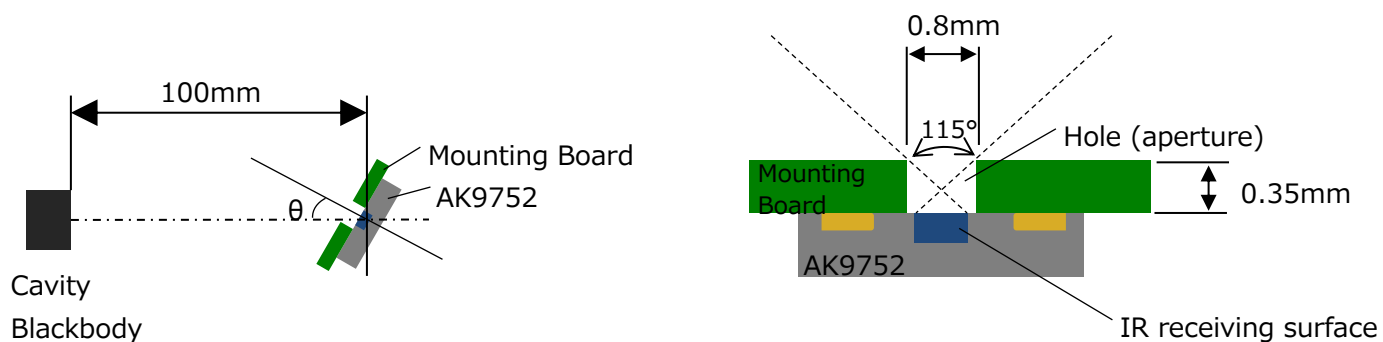 100mm
Mounting Board
AK9752
θ
Cavity
Blackbody
0.8mm
115°
Hole (aperture)
Mounting
Board
0.35mm
AK9752
IR receiving surface